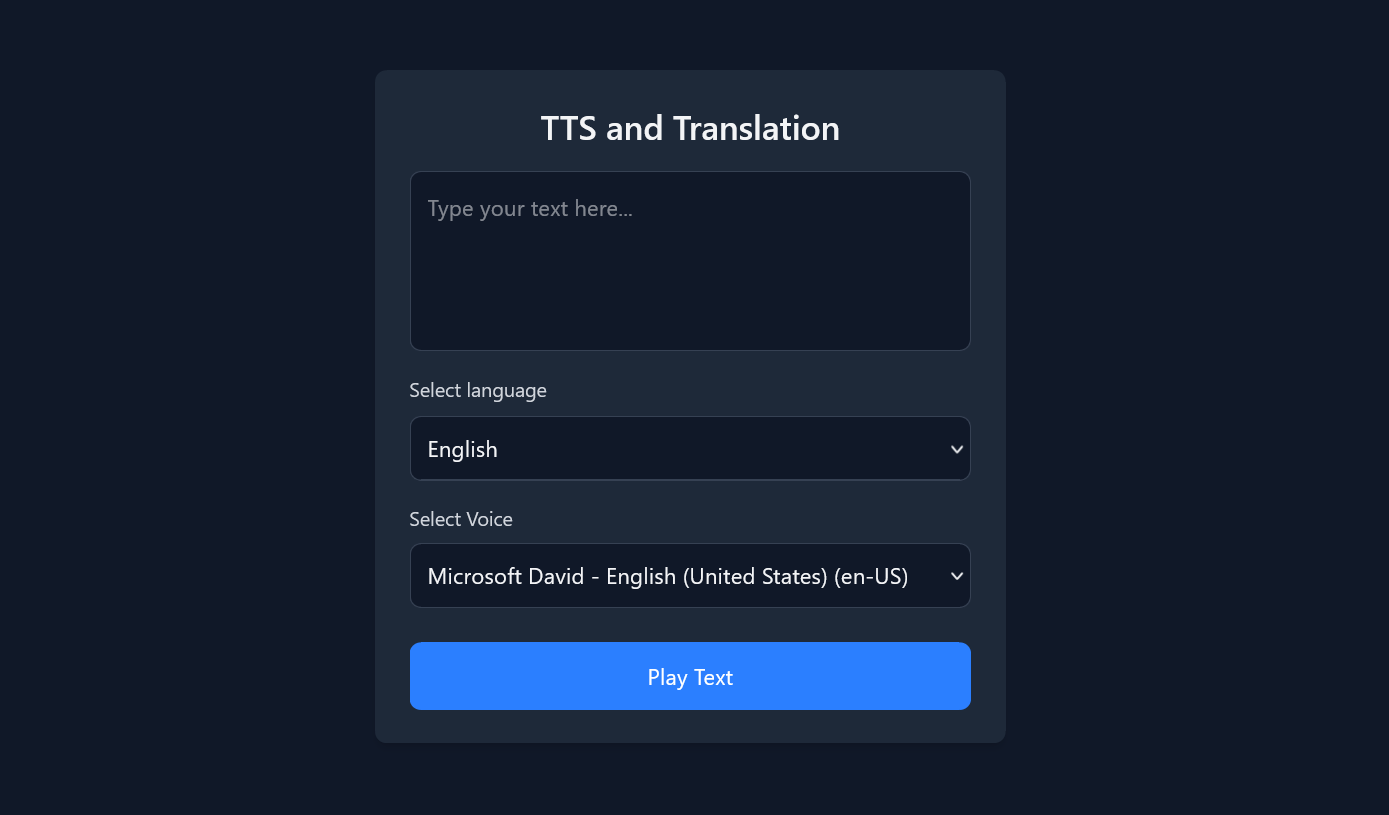 TTS and Translation
Type your text here...
Select language
English
Select Voice
Microsoft David - English (United States) (en-US)
Play Text